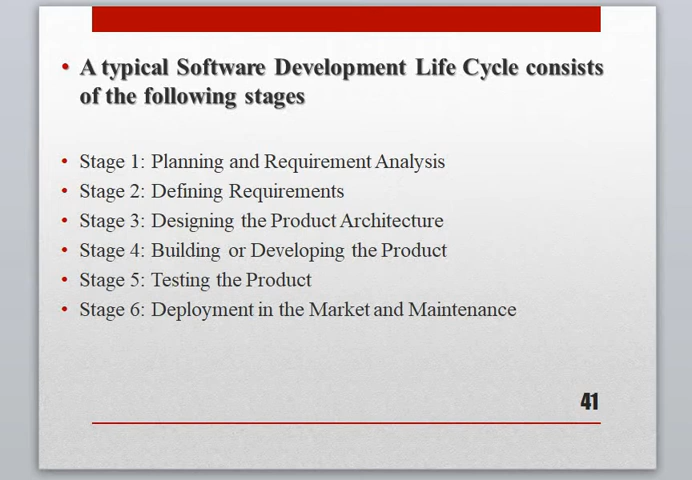 • A typical Software Development Life Cycle consists
of the following stages
• Stage 1: Planning and Requirement Analysis
• Stage 2: Defining Requirements
• Stage 3: Designing the Product Architecture
• Stage 4: Building or Developing the Product
• Stage 5: Testing the Product
• Stage 6: Deployment in the Market and Maintenance
41